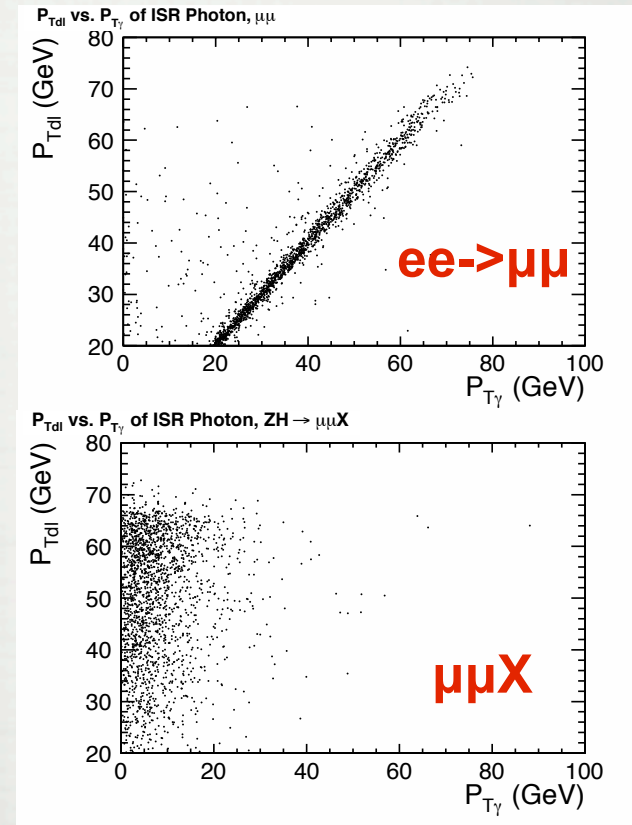 P_Tdl vs. P_Tγ of ISR Photon, μμ
P_Tdl (GeV)
80
70
60
50
40
30
20
ee->μμ
0 20 40 60 80 100
P_Tγ (GeV)
P_Tdl vs. P_Tγ of ISR Photon, ZH → μμX
P_Tdl (GeV)
80
70
60
50
40
30
20
μμX
0 20 40 60 80 100
P_Tγ (GeV)